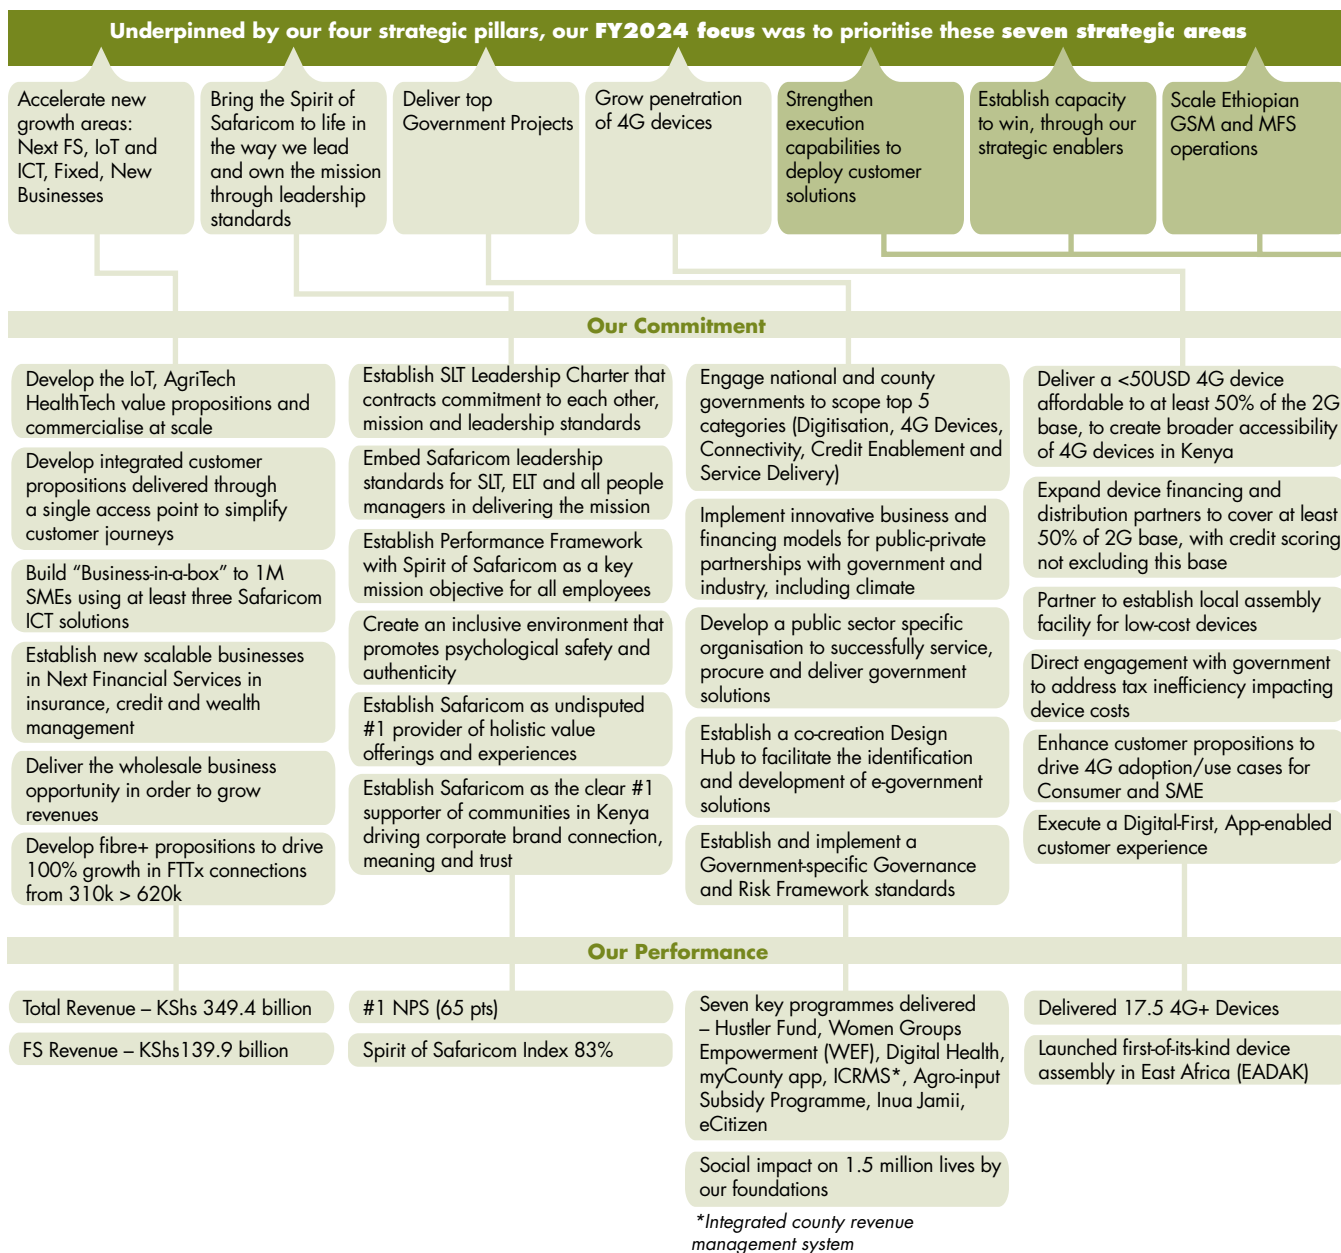 Underpinned by our four strategic pillars, our FY2024 focus was to prioritise these seven strategic areas
Accelerate new
growth areas:
Next FS, IoT and
ICT, Fixed, New
Businesses
Bring the Spirit of
Safaricom to life in
the way we lead
and own the mission
through leadership
standards
Deliver top
Government Projects
Grow penetration
of 4G devices
Strengthen
execution
capabilities to
deploy customer
solutions
Establish capacity
to win, through our
strategic enablers
Scale Ethiopian
GSM and MFS
operations
Our Commitment
Develop the IoT, AgriTech
HealthTech value propositions and
commercialise at scale
Develop integrated customer
propositions delivered through
a single access point to simplify
customer journeys
Build “Business-in-a-box” to 1M
SMEs using at least three Safaricom
ICT solutions
Establish new scalable businesses
in Next Financial Services in
insurance, credit and wealth
management
Deliver the wholesale business
opportunity in order to grow
revenues
Develop fibre+ propositions to drive
100% growth in FTTx connections
from 310k > 620k
Establish SLT Leadership Charter that
contracts commitment to each other,
mission and leadership standards
Embed Safaricom leadership
standards for SLT, ELT and all people
managers in delivering the mission
Establish Performance Framework
with Spirit of Safaricom as a key
mission objective for all employees
Create an inclusive environment that
promotes psychological safety and
authenticity
Establish Safaricom as undisputed
#1 provider of holistic value
offerings and experiences
Establish Safaricom as the clear #1
supporter of communities in Kenya
driving corporate brand connection,
meaning and trust
Engage national and county
governments to scope top 5
categories (Digitisation, 4G Devices,
Connectivity, Credit Enablement and
Service Delivery)
Implement innovative business and
financing models for public-private
partnerships with government and
industry, including climate
Develop a public sector specific
organisation to successfully service,
procure and deliver government
solutions
Establish a co-creation Design
Hub to facilitate the identification
and development of e-government
solutions
Establish and implement a
Government-specific Governance
and Risk Framework standards
Deliver a <50USD 4G device
affordable to at least 50% of the 2G
base, to create broader accessibility
of 4G devices in Kenya
Expand device financing and
distribution partners to cover at least
50% of 2G base, with credit scoring
not excluding this base
Partner to establish local assembly
facility for low-cost devices
Direct engagement with government
to address tax inefficiency impacting
device costs
Enhance customer propositions to
drive 4G adoption/use cases for
Consumer and SME
Execute a Digital-First, App-enabled
customer experience
Our Performance
Total Revenue – KShs 349.4 billion
FS Revenue – KShs139.9 billion
#1 NPS (65 pts)
Spirit of Safaricom Index 83%
Seven key programmes delivered
– Hustler Fund, Women Groups
Empowerment (WEF), Digital Health,
myCounty app, ICRMS*, Agro-input
Subsidy Programme, Inua Jamii,
eCitizen
Social impact on 1.5 million lives by
our foundations
*Integrated county revenue
management system
Delivered 17.5 4G+ Devices
Launched first-of-its-kind device
assembly in East Africa (EADAK)